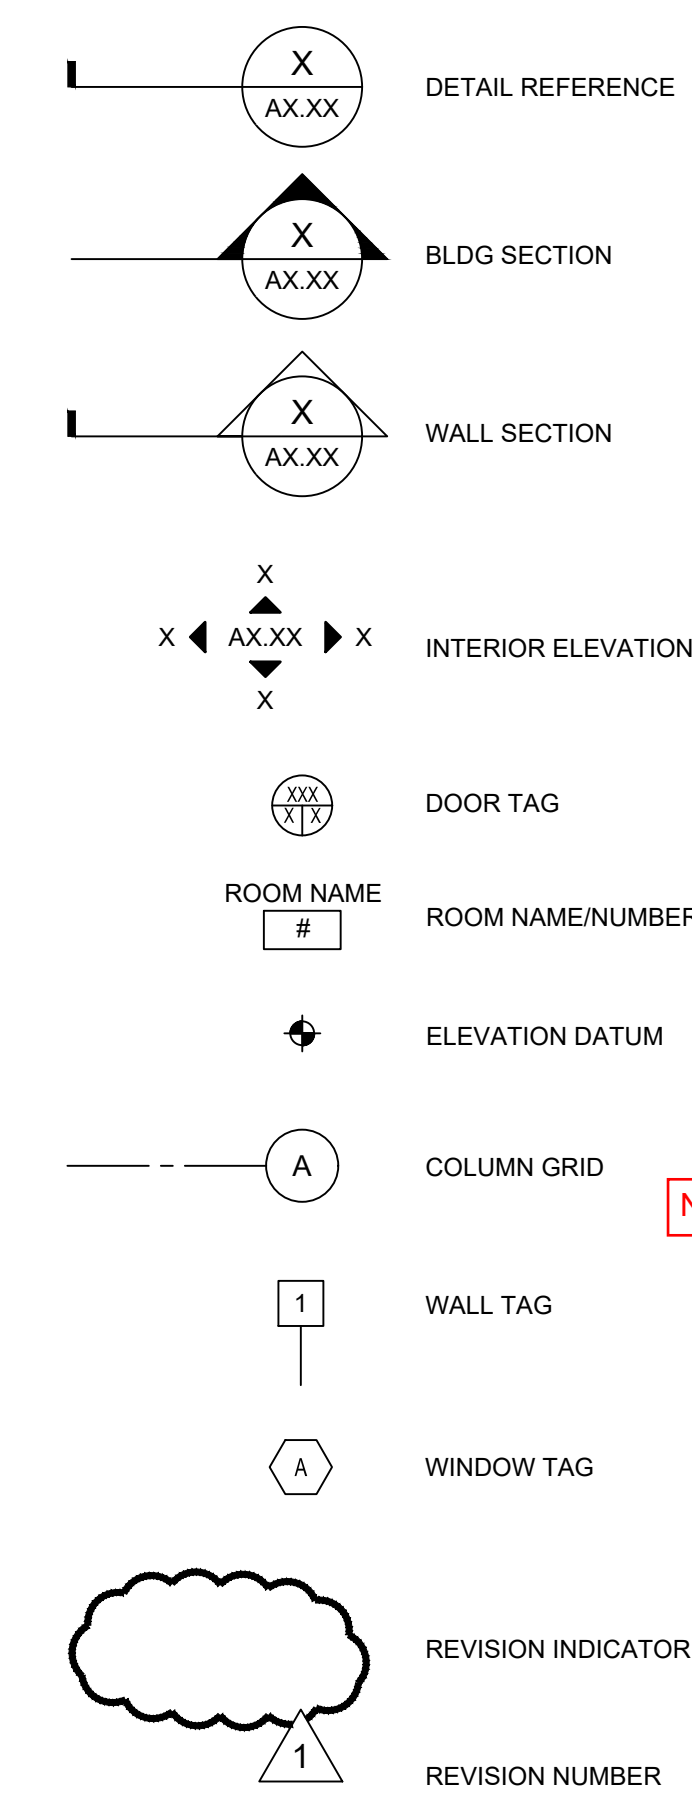 X
AX.XX
DETAIL REFERENCE
X
AX.XX
BLDG SECTION
X
AX.XX
WALL SECTION
X
X AX.XX X
X
INTERIOR ELEVATION
XXX
X X
DOOR TAG
ROOM NAME
#
ROOM NAME/NUMBER
ELEVATION DATUM
A
COLUMN GRID
1
WALL TAG
A
WINDOW TAG
REVISION INDICATOR
1
REVISION NUMBER